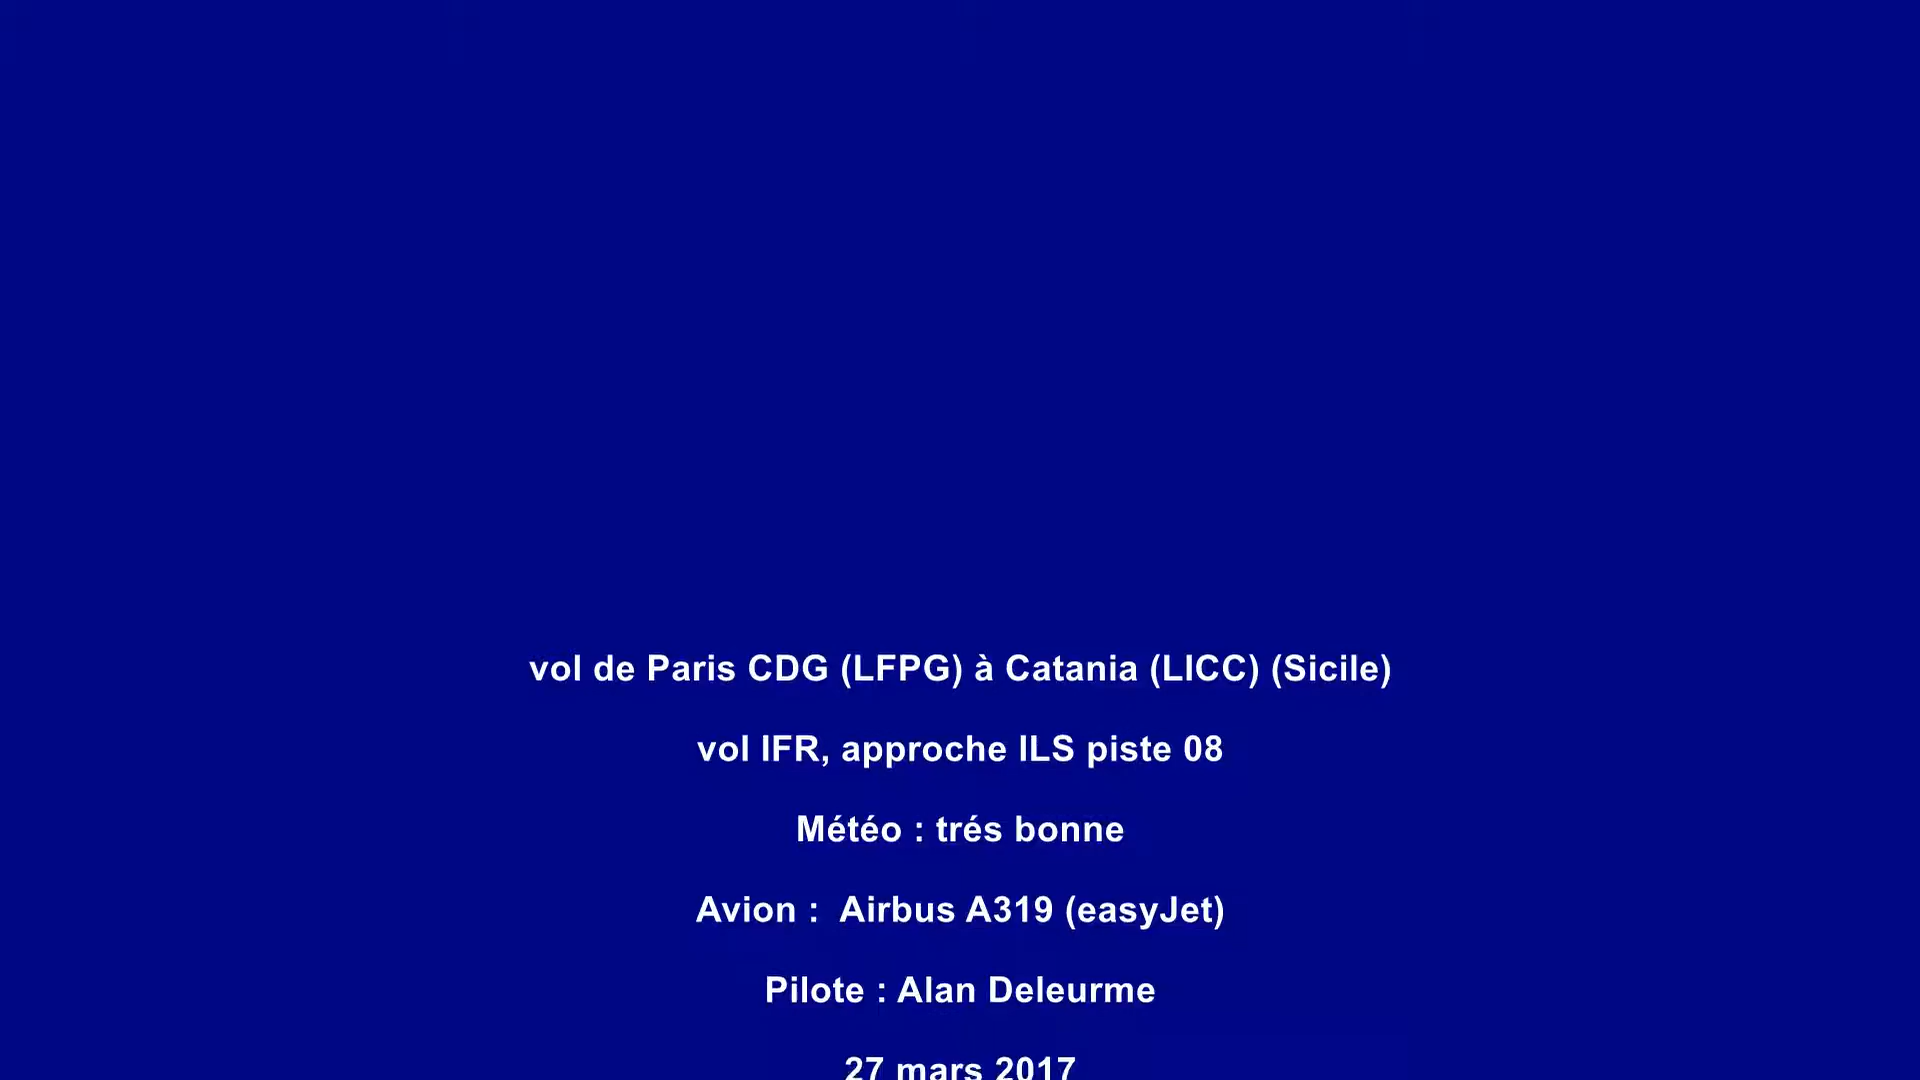 vol de Paris CDG (LFPG) à Catania (LICC) (Sicile)
vol IFR, approche ILS piste 08
Météo : trés bonne
Avion :  Airbus A319 (easyJet)
Pilote : Alan Deleurme
27 mars 2017